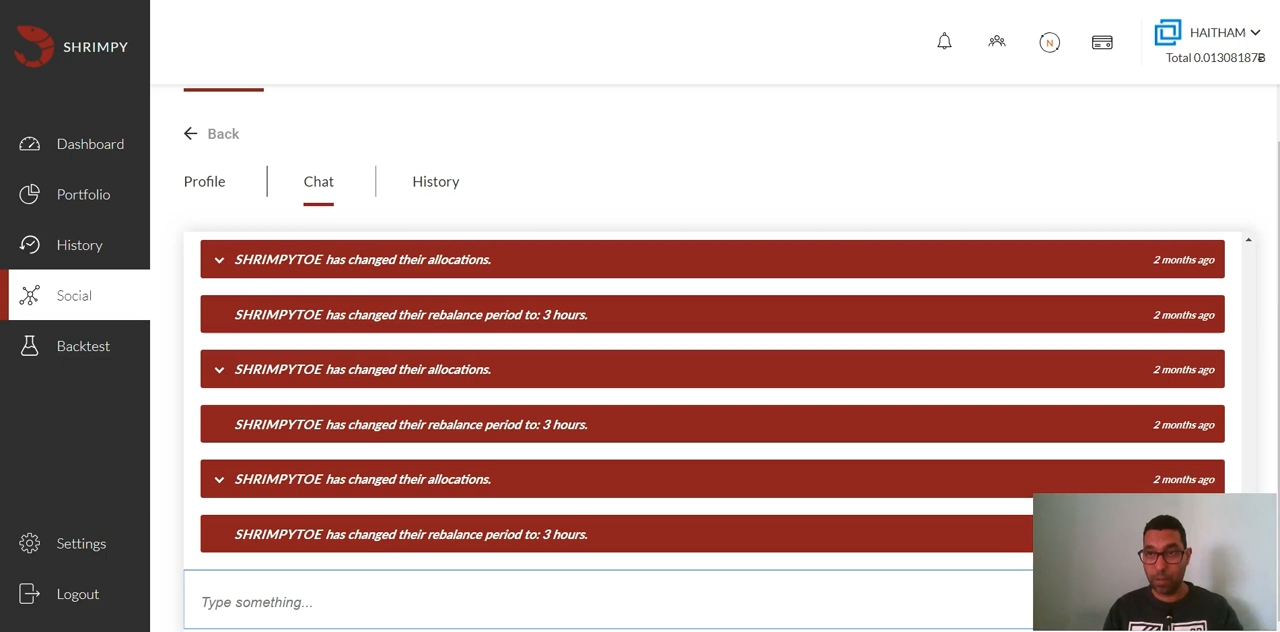 SHRIMPY
HAITHAM
Total 0.01308187Ƀ
N
Dashboard
Portfolio
History
Social
Backtest
Settings
Logout
Back
Profile
Chat
History
SHRIMPYTOE has changed their allocations. 2 months ago
SHRIMPYTOE has changed their rebalance period to: 3 hours. 2 months ago
SHRIMPYTOE has changed their allocations. 2 months ago
SHRIMPYTOE has changed their rebalance period to: 3 hours. 2 months ago
SHRIMPYTOE has changed their allocations. 2 months ago
SHRIMPYTOE has changed their rebalance period to: 3 hours.
Type something...